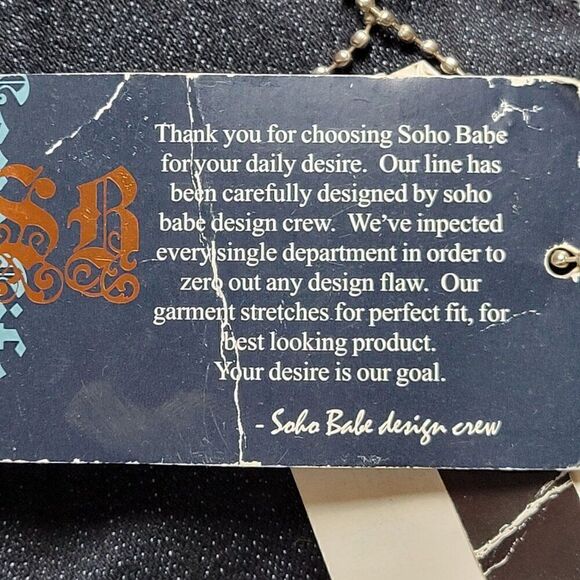 Thank you for choosing Soho Babe
for your daily desire. Our line has
been carefully designed by soho
babe design crew. We've inpected
every single department in order to
zero out any design flaw. Our
garment stretches for perfect fit, for
best looking product.
Your desire is our goal.
- Soho Babe design crew
SB